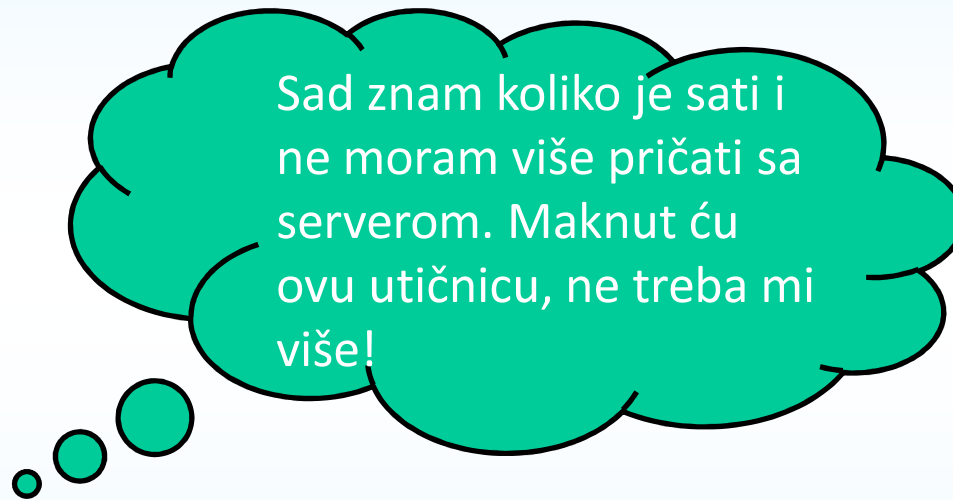 Sad znam koliko je sati i
ne moram više pričati sa
serverom. Maknut ću
ovu utičnicu, ne treba mi
više!